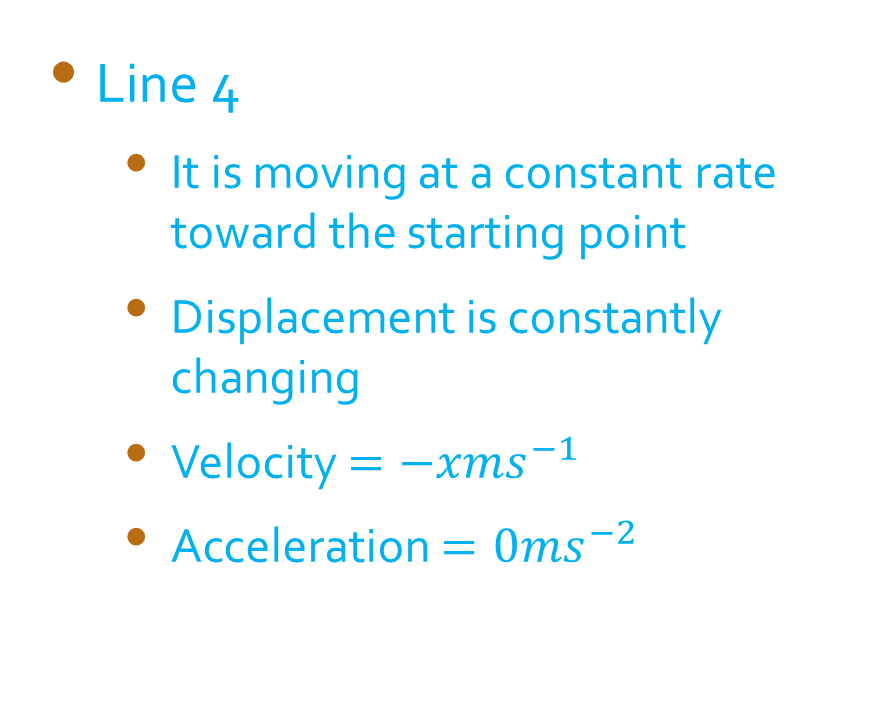 • Line 4
• It is moving at a constant rate
toward the starting point
• Displacement is constantly
changing
• Velocity = −xms⁻¹
• Acceleration = 0ms⁻²